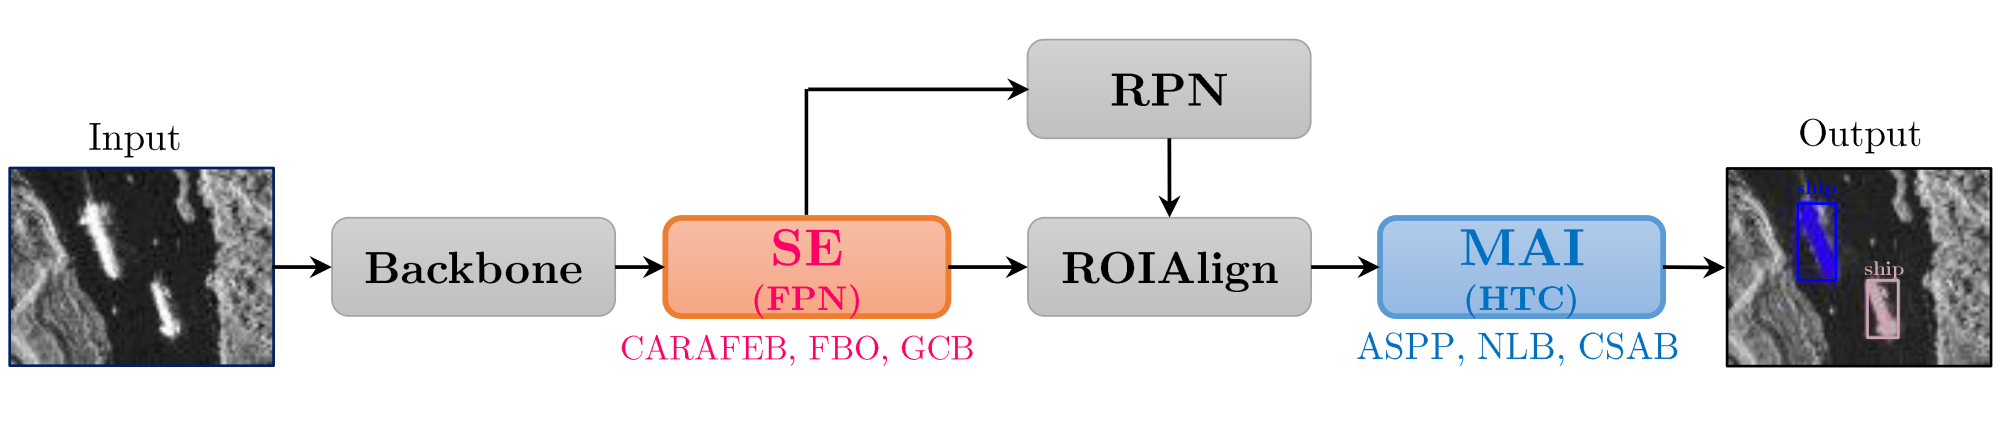 Input
Backbone
SE
(FPN)
CARAFEB, FBO, GCB
RPN
ROIAlign
MAI
(HTC)
ASPP, NLB, CSAB
Output
ship
ship